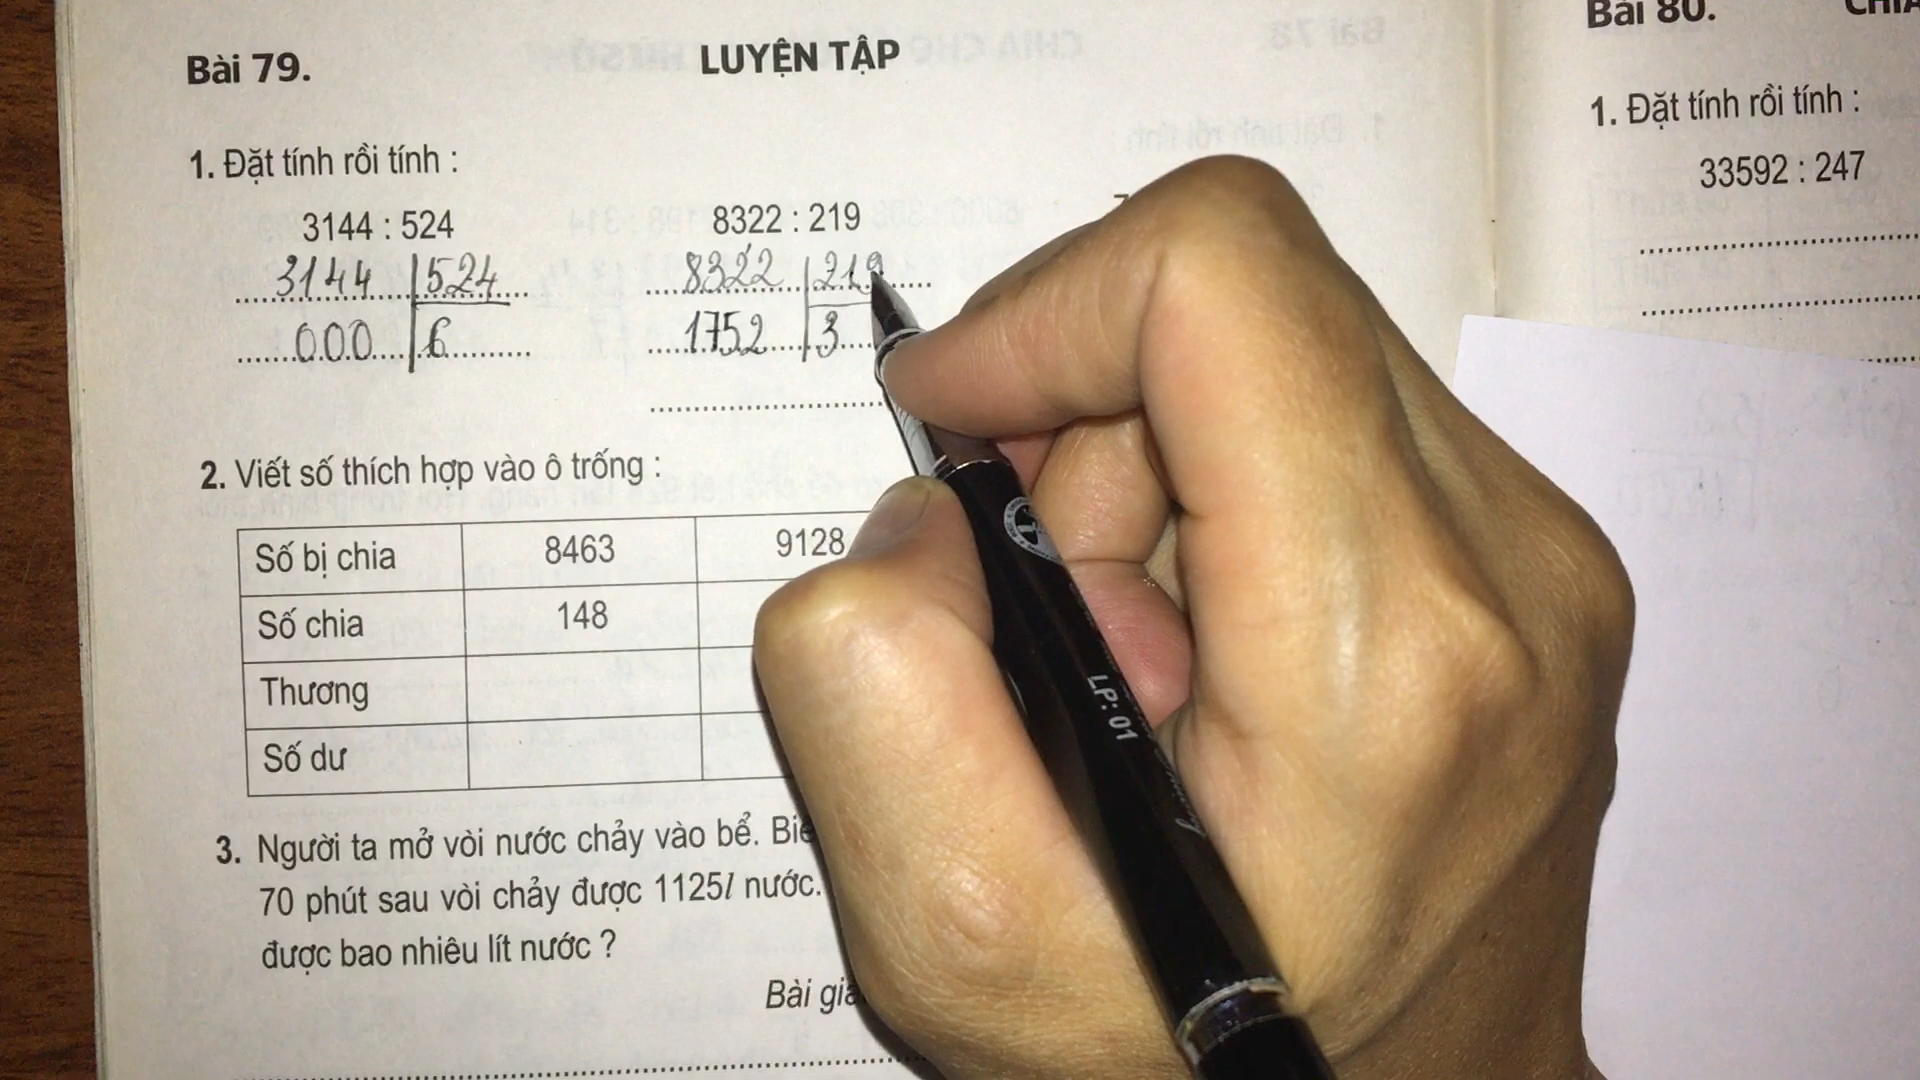 Bài 79. LUYỆN TẬP
1. Đặt tính rồi tính :
3144 : 524 8322 : 219
3144 524 8322 219
000 6 1752 3
2. Viết số thích hợp vào ô trống :
Số bị chia 8463 9128
Số chia 148
Thương
Số dư
3. Người ta mở vòi nước chảy vào bể.
70 phút sau vòi chảy được 1125l nước.
được bao nhiêu lít nước ?
Bài
LP: 01
Bài 80.
1. Đặt tính rồi tính :
33592 : 247